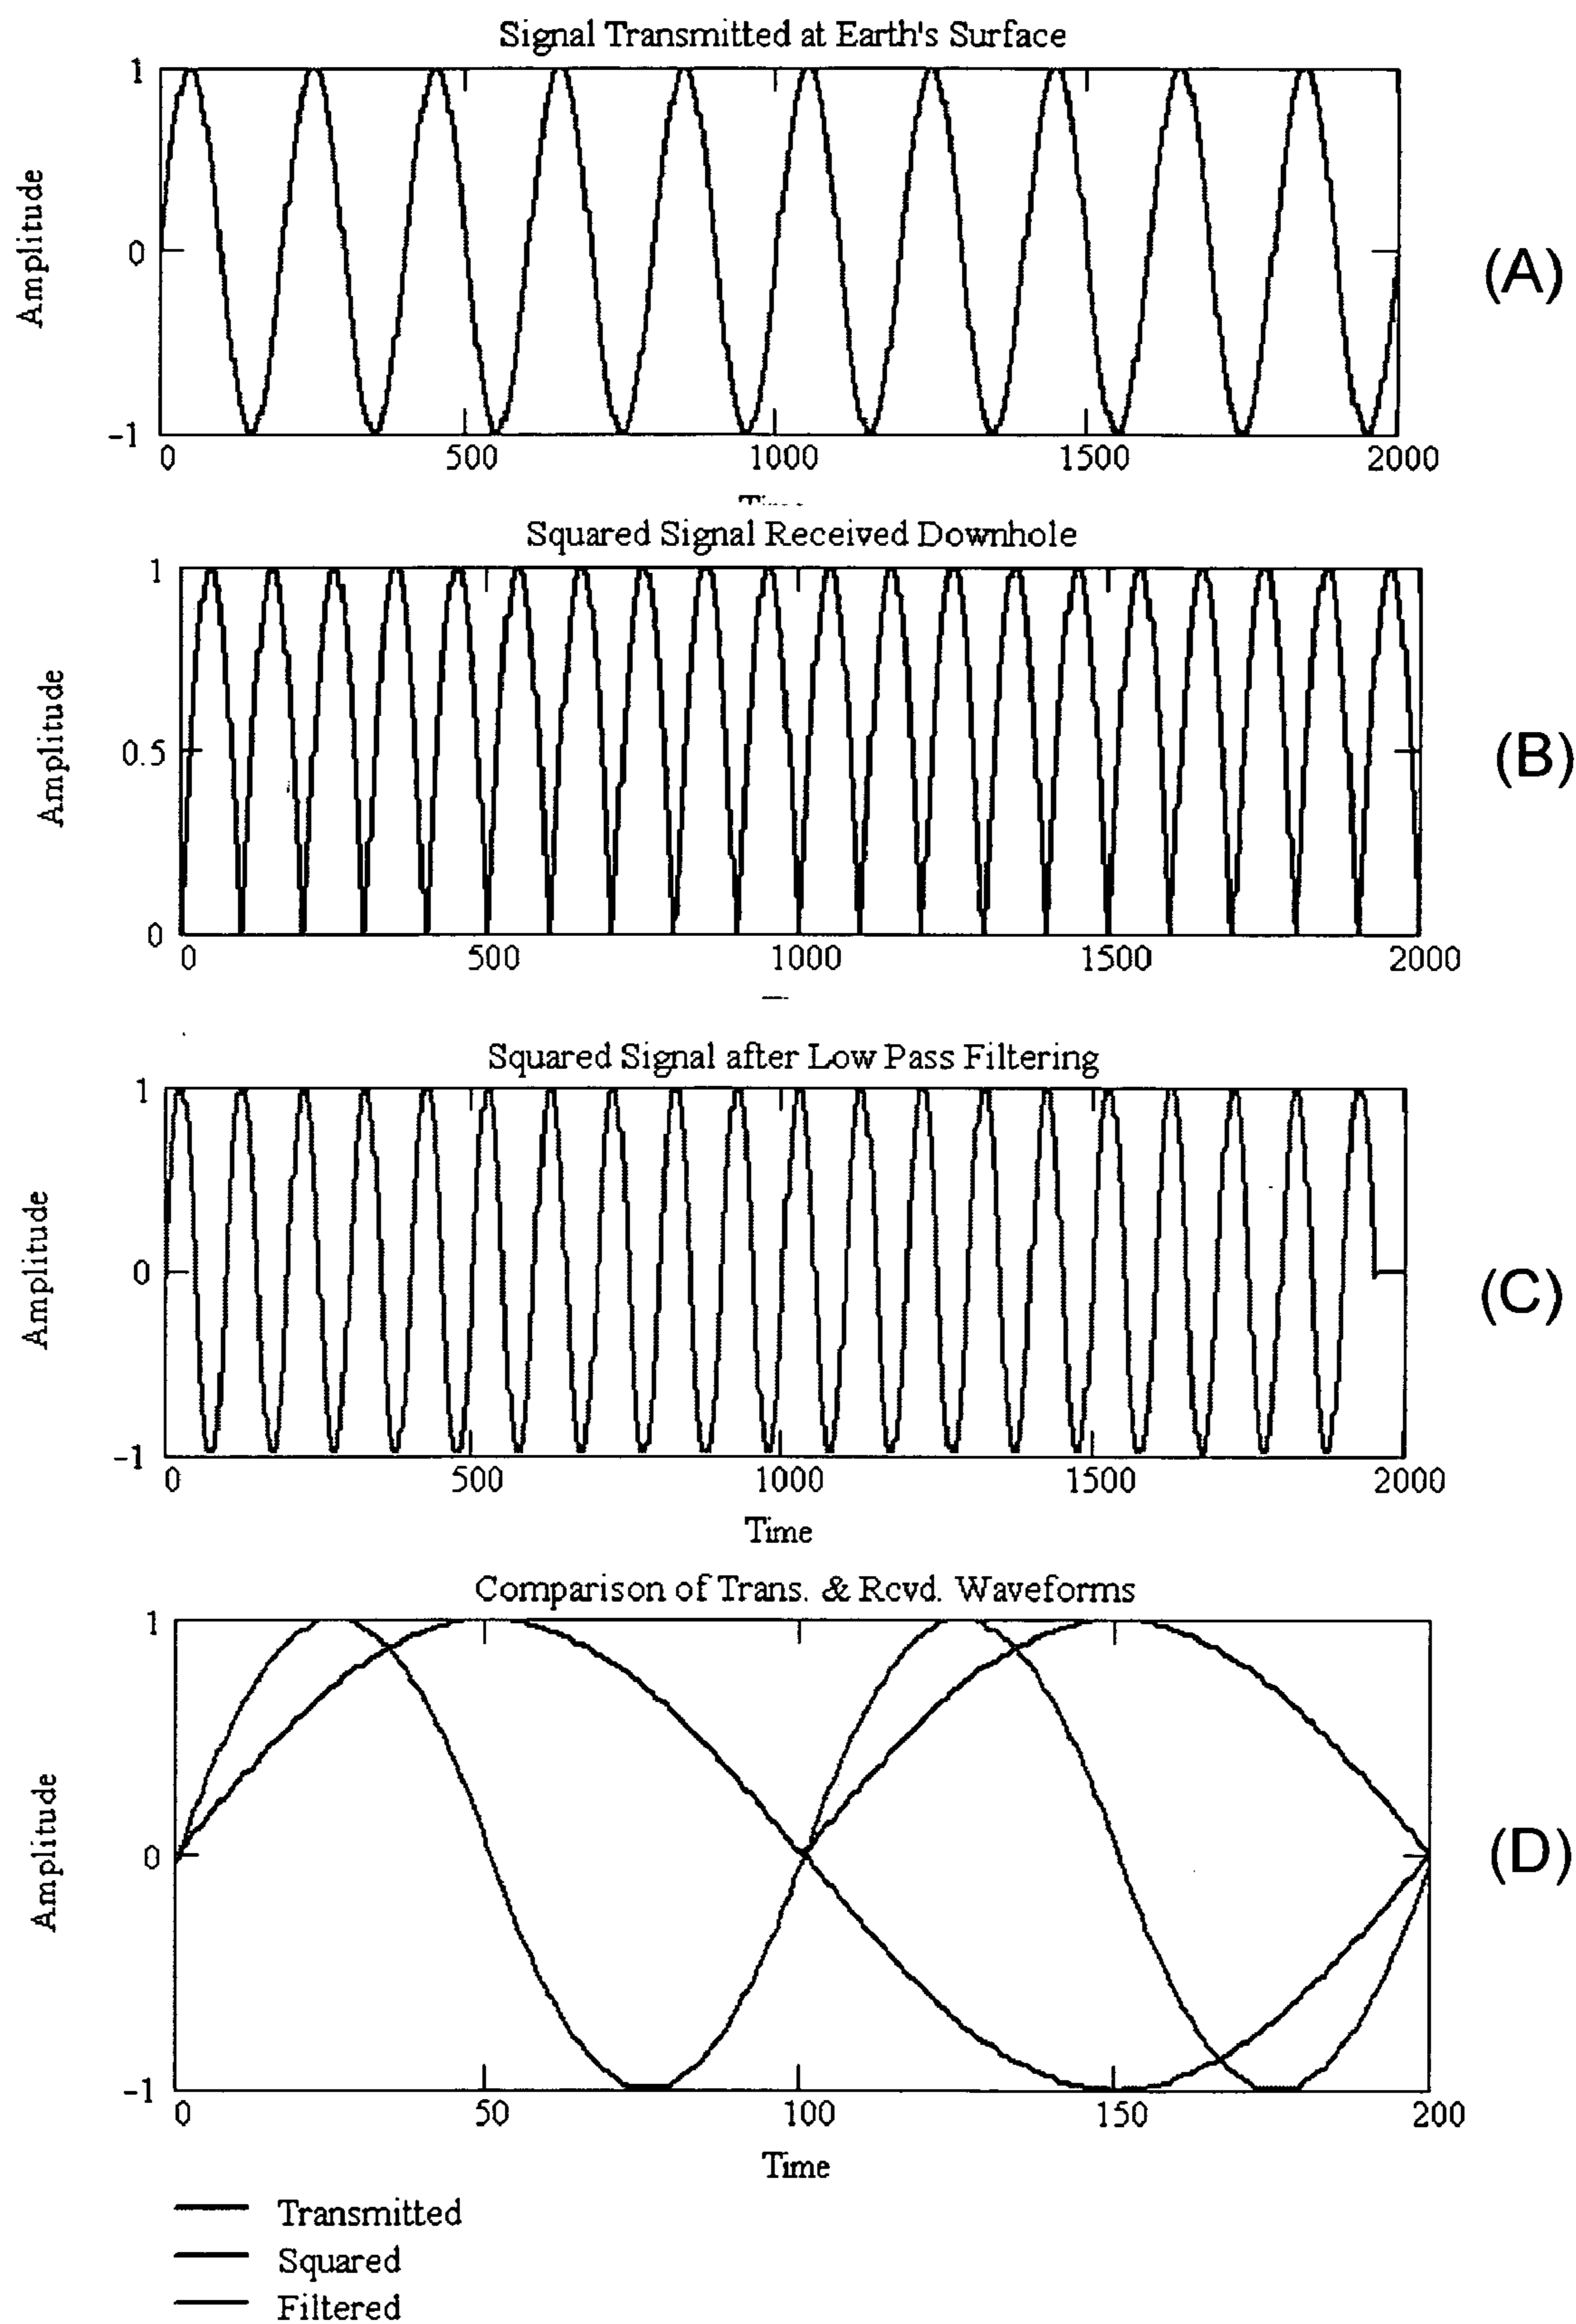 Signal Transmitted at Earth's Surface
1
0
-1
Amplitude
0 500 1000 1500 2000
(A)
Squared Signal Received Downhole
1
0.5
0
Amplitude
0 500 1000 1500 2000
(B)
Squared Signal after Low Pass Filtering
1
0
-1
Amplitude
0 500 1000 1500 2000
Time
(C)
Comparison of Trans. & Rcvd. Waveforms
1
0
-1
Amplitude
0 50 100 150 200
Time
(D)
Transmitted
Squared
Filtered